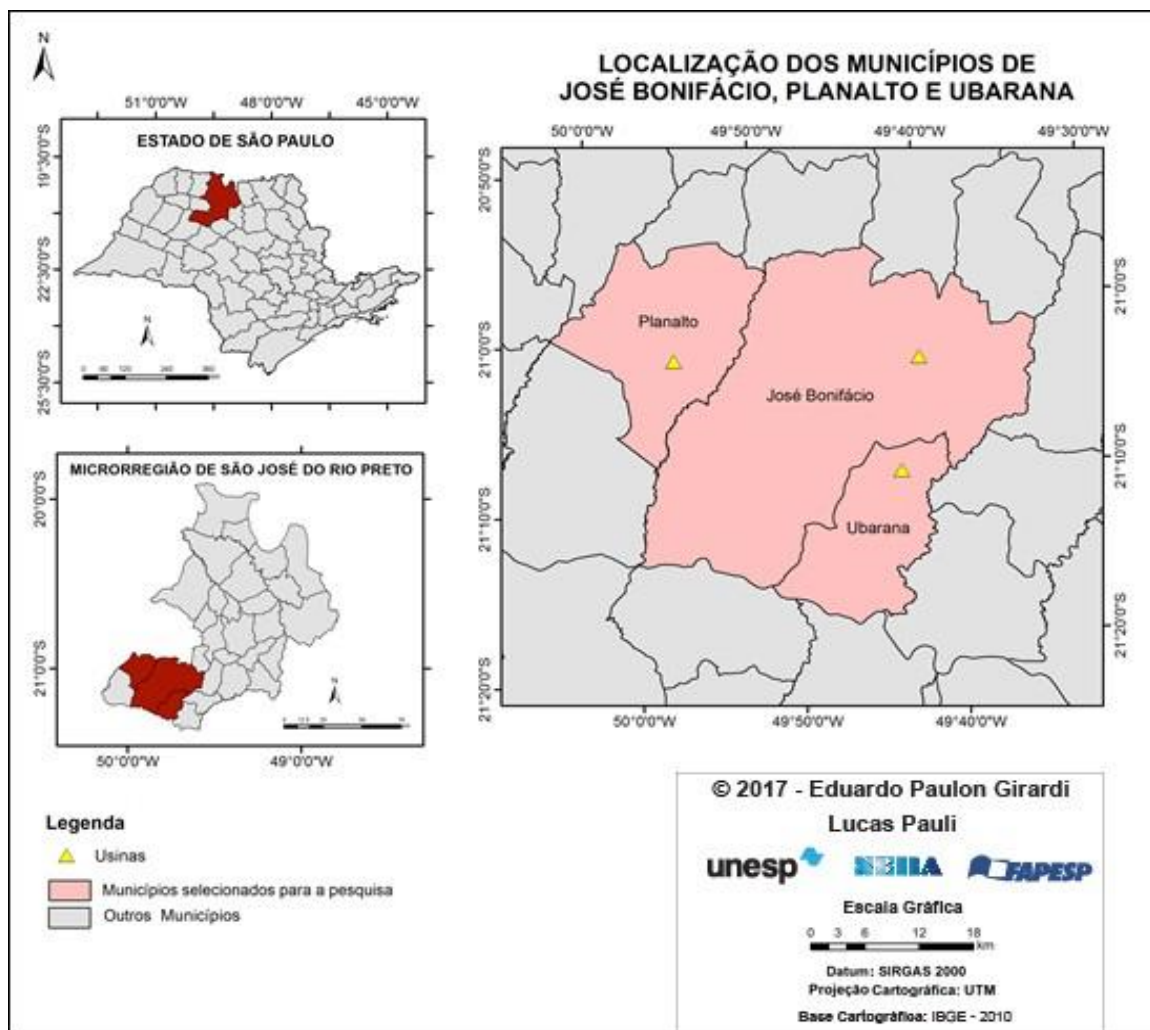 N
51°0'0"W 48°0'0"W 45°0'0"W
ESTADO DE SÃO PAULO
19°30'0"S
22°30'0"S
25°30'0"S
N
MICRORREGIÃO DE SÃO JOSÉ DO RIO PRETO
20°0'0"S
21°0'0"S
N
50°0'0"W 49°0'0"W
Legenda
Usinas
Municípios selecionados para a pesquisa
Outros Municípios
LOCALIZAÇÃO DOS MUNICÍPIOS DE
JOSÉ BONIFÁCIO, PLANALTO E UBARANA
50°0'0"W 49°50'0"W 49°40'0"W 49°30'0"W
20°50'0"S
21°0'0"S
21°10'0"S
21°20'0"S
Planalto
José Bonifácio
Ubarana
21°0'0"S
21°10'0"S
21°20'0"S
50°0'0"W 49°50'0"W 49°40'0"W
© 2017 - Eduardo Paulon Girardi
Lucas Pauli
unesp FAPESP
Escala Gráfica
0 3 6 12 18
km
Datum: SIRGAS 2000
Projeção Cartográfica: UTM
Base Cartográfica: IBGE - 2010